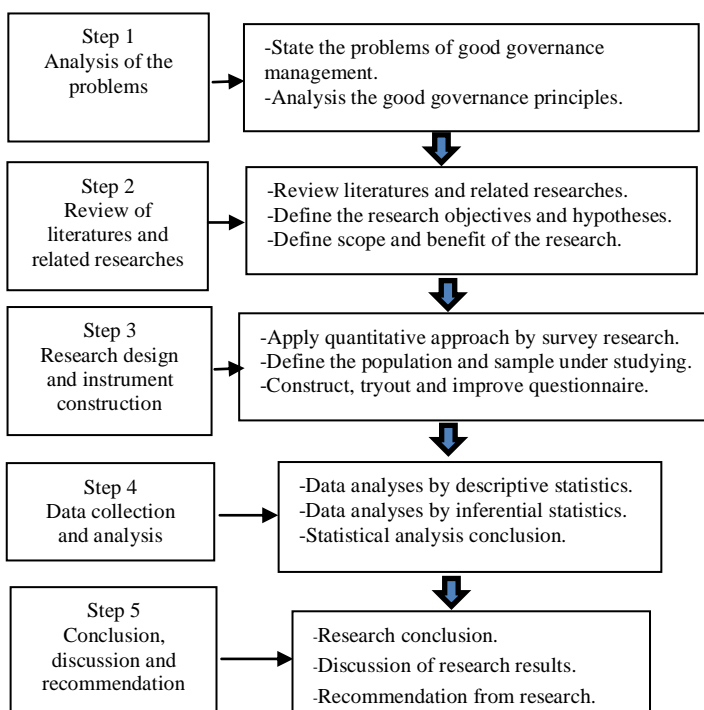 Step 1
Analysis of the
problems
-State the problems of good governance
management.
-Analysis the good governance principles.
Step 2
Review of
literatures and
related researches
-Review literatures and related researches.
-Define the research objectives and hypotheses.
-Define scope and benefit of the research.
Step 3
Research design
and instrument
construction
-Apply quantitative approach by survey research.
-Define the population and sample under studying.
-Construct, tryout and improve questionnaire.
Step 4
Data collection
and analysis
-Data analyses by descriptive statistics.
-Data analyses by inferential statistics.
-Statistical analysis conclusion.
Step 5
Conclusion,
discussion and
recommendation
-Research conclusion.
-Discussion of research results.
-Recommendation from research.